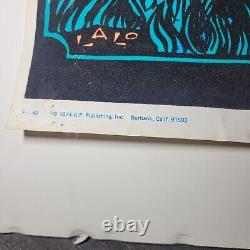 LALO
© 1974 O.P. Publishing, Inc. Burbank, Calif. 91502